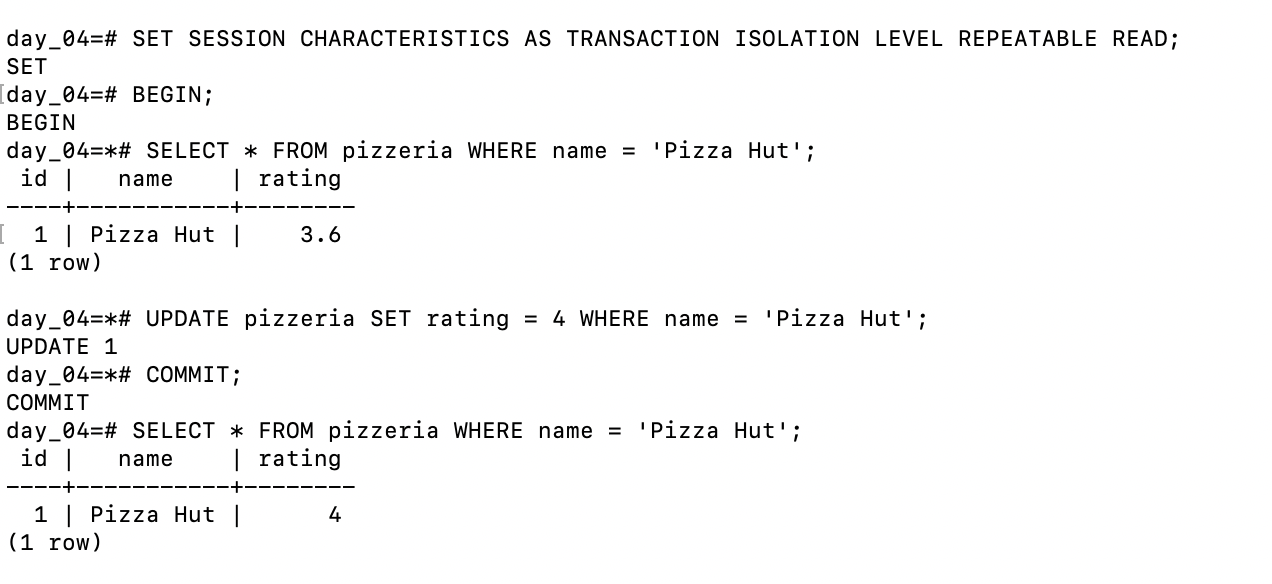 day_04=# SET SESSION CHARACTERISTICS AS TRANSACTION ISOLATION LEVEL REPEATABLE READ;
SET
[day_04=# BEGIN;
BEGIN
day_04=*# SELECT * FROM pizzeria WHERE name = 'Pizza Hut';
 id |   name    | rating
----+-----------+--------
[  1 | Pizza Hut |    3.6
(1 row)

day_04=*# UPDATE pizzeria SET rating = 4 WHERE name = 'Pizza Hut';
UPDATE 1
day_04=*# COMMIT;
COMMIT
day_04=# SELECT * FROM pizzeria WHERE name = 'Pizza Hut';
 id |   name    | rating
----+-----------+--------
  1 | Pizza Hut |      4
(1 row)